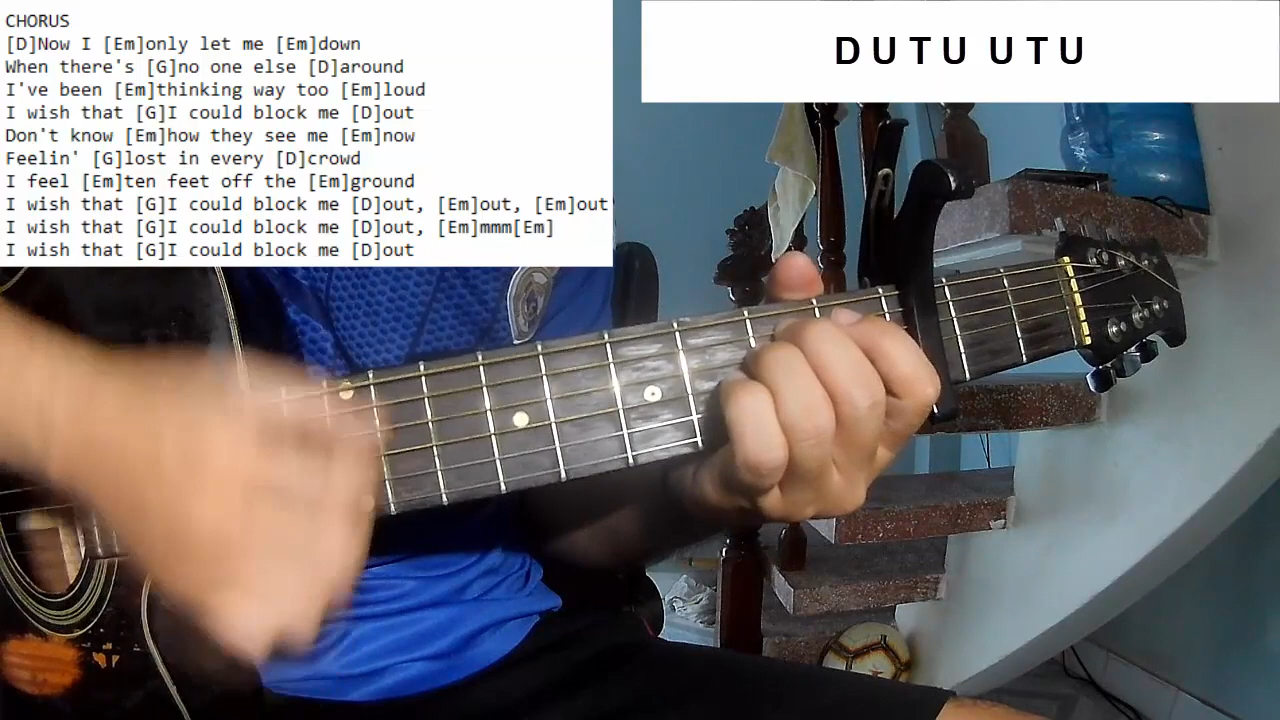 CHORUS
[D]Now I [Em]only let me [Em]down
When there's [G]no one else [D]around
I've been [Em]thinking way too [Em]loud
I wish that [G]I could block me [D]out
Don't know [Em]how they see me [Em]now
Feelin' [G]lost in every [D]crowd
I feel [Em]ten feet off the [Em]ground
I wish that [G]I could block me [D]out, [Em]out, [Em]out
I wish that [G]I could block me [D]out, [Em]mmm[Em]
I wish that [G]I could block me [D]out
D U T U U T U